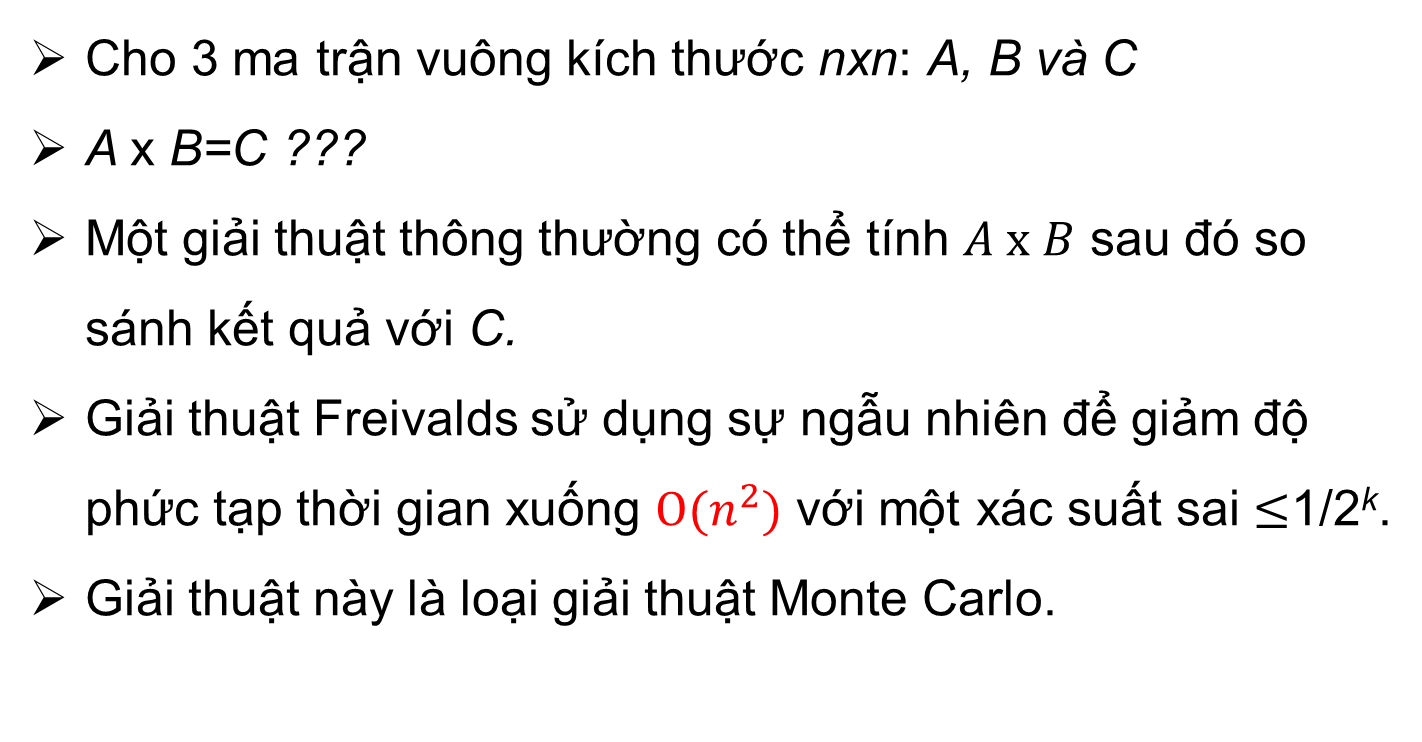 ➢ Cho 3 ma trận vuông kích thước nxn: A, B và C
➢ A x B=C ???
➢ Một giải thuật thông thường có thể tính A x B sau đó so
sánh kết quả với C.
➢ Giải thuật Freivalds sử dụng sự ngẫu nhiên để giảm độ
phức tạp thời gian xuống O(n²) với một xác suất sai ≤1/2ᵏ.
➢ Giải thuật này là loại giải thuật Monte Carlo.